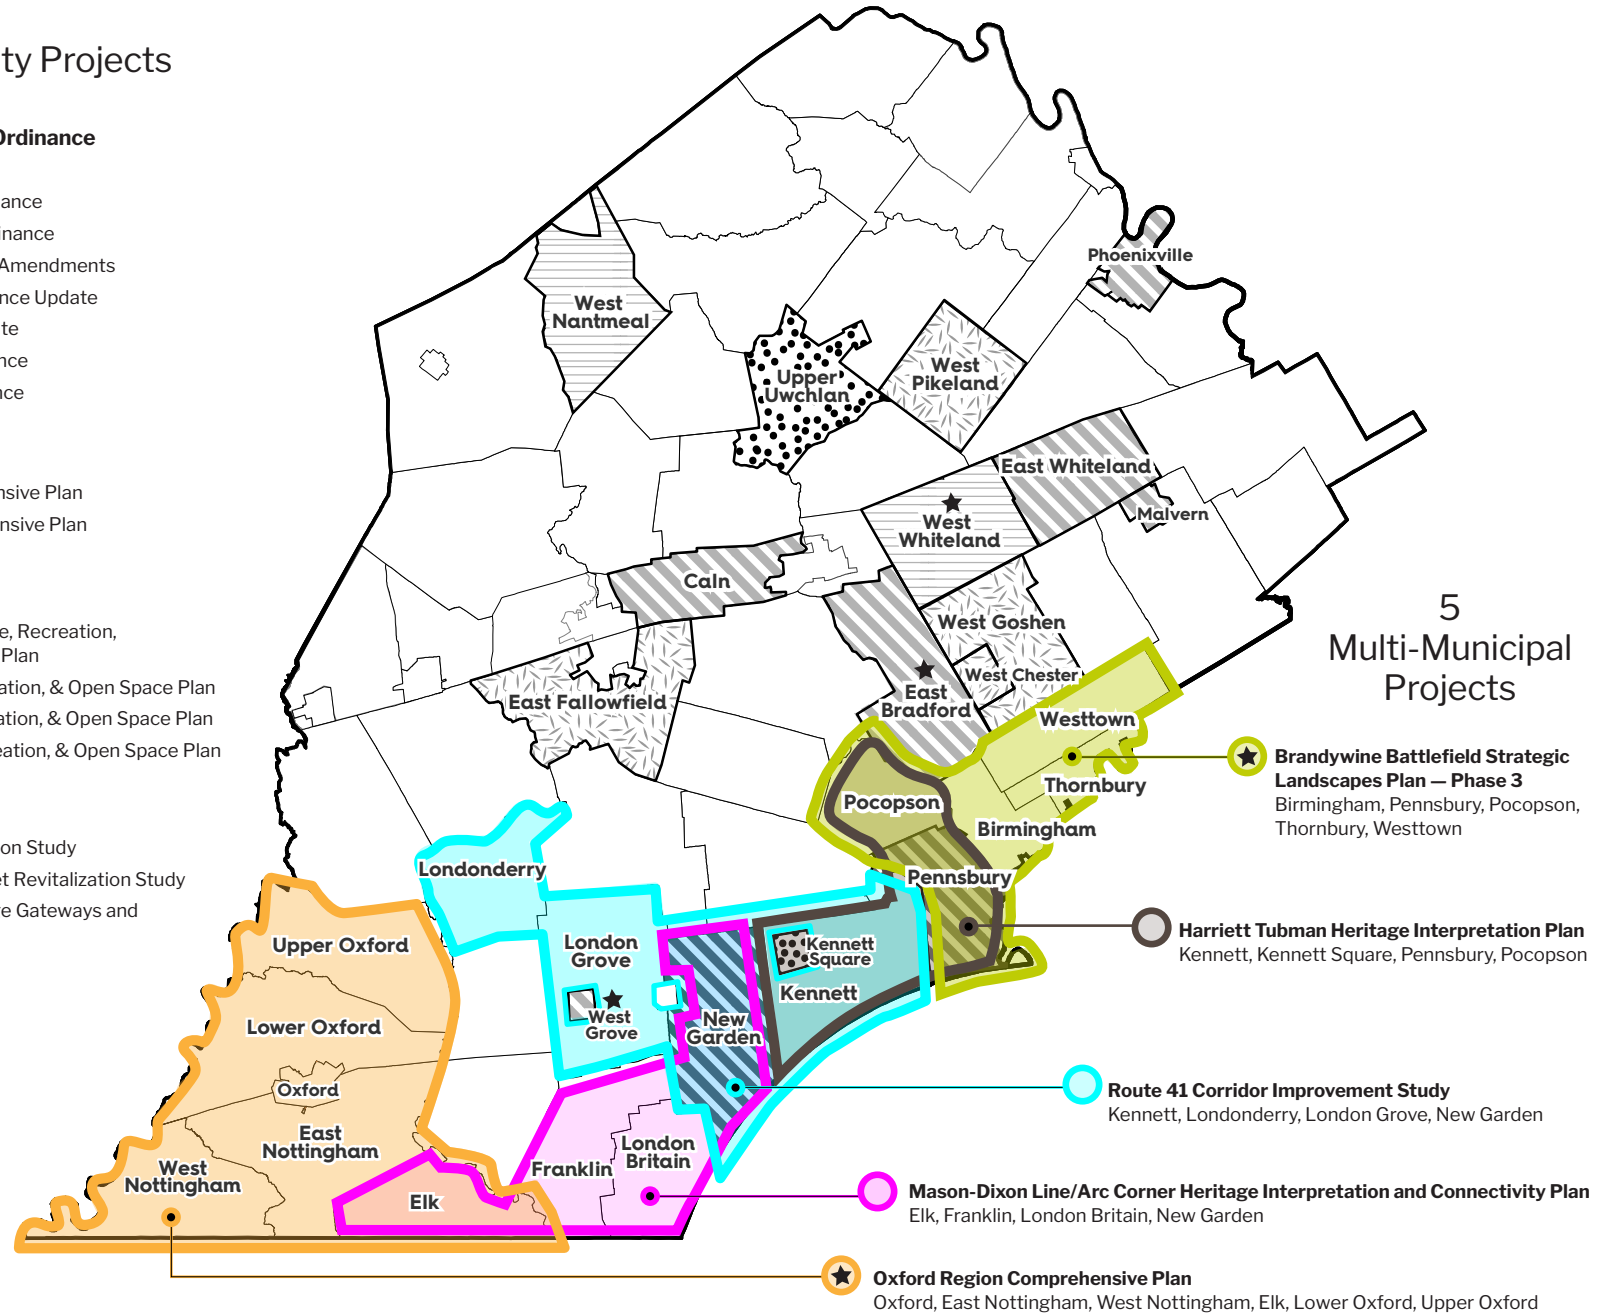 ty Projects
Ordinance
ance
inance
Amendments
nce Update
te
nce
nce
nsive Plan
ensive Plan
e, Recreation,
Plan
ation, & Open Space Plan
ation, & Open Space Plan
eation, & Open Space Plan
on Study
et Revitalization Study
re Gateways and
Phoenixville
West
Nantmeal
Upper
Uwchlan
West
Pikeland
East Whiteland
Malvern
West
Whiteland
Caln
West Goshen
West Chester
East Fallowfield
East
Bradford
Westtown
Thornbury
Pocopson
Birmingham
Pennsbury
Londonderry
Upper Oxford
London
Grove
Kennett
Square
Kennett
West
Grove
New
Garden
Lower Oxford
Oxford
East
Nottingham
West
Nottingham
London
Britain
Franklin
Elk
5
Multi-Municipal
Projects
Brandywine Battlefield Strategic
Landscapes Plan — Phase 3
Birmingham, Pennsbury, Pocopson,
Thornbury, Westtown
Harriett Tubman Heritage Interpretation Plan
Kennett, Kennett Square, Pennsbury, Pocopson
Route 41 Corridor Improvement Study
Kennett, Londonderry, London Grove, New Garden
Mason-Dixon Line/Arc Corner Heritage Interpretation and Connectivity Plan
Elk, Franklin, London Britain, New Garden
Oxford Region Comprehensive Plan
Oxford, East Nottingham, West Nottingham, Elk, Lower Oxford, Upper Oxford